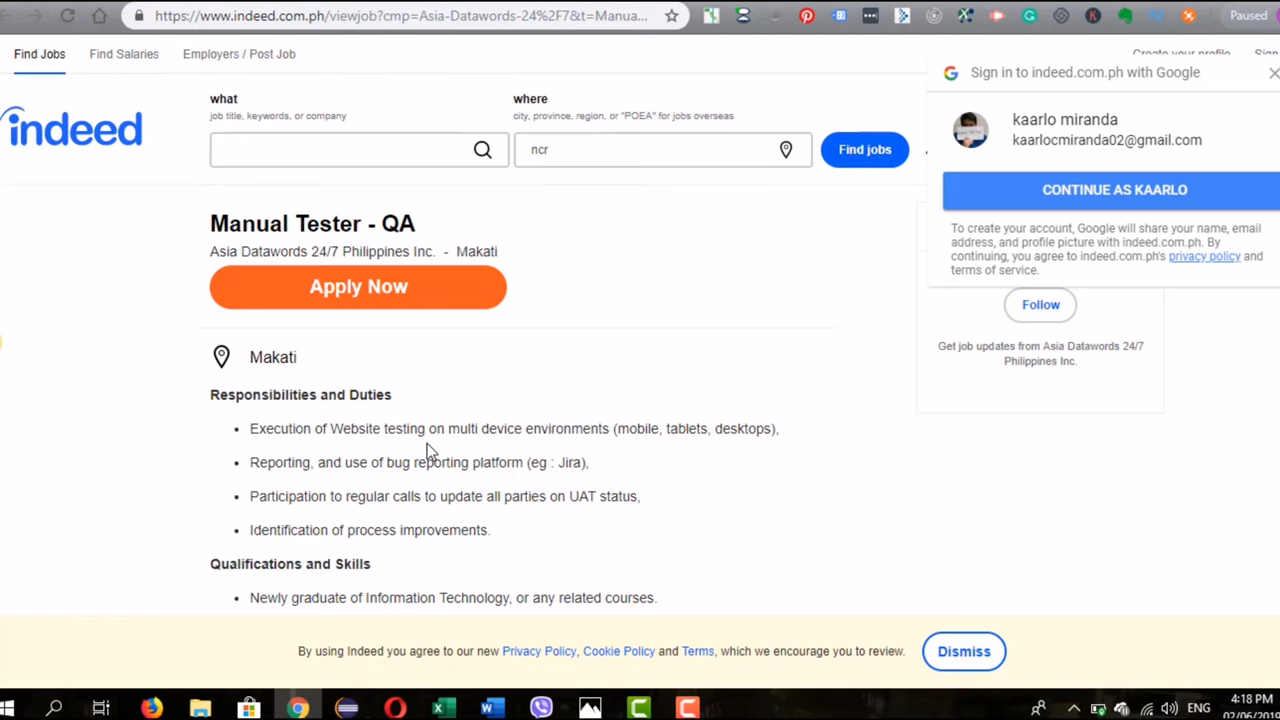 https://www.indeed.com.ph/viewjob?cmp=Asia-Datawords-24%2F7&t=Manua...
Paused
Find Jobs
Find Salaries
Employers / Post Job
Create your profile
Sign
Sign in to indeed.com.ph with Google
kaarlo miranda
kaarlocmiranda02@gmail.com
CONTINUE AS KAARLO
To create your account, Google will share your name, email
address, and profile picture with indeed.com.ph. By
continuing, you agree to indeed.com.ph's privacy policy and
terms of service.
indeed
what
job title, keywords, or company
where
city, province, region, or "POEA" for jobs overseas
ncr
Find jobs
Manual Tester - QA
Asia Datawords 24/7 Philippines Inc. - Makati
Apply Now
Follow
Get job updates from Asia Datawords 24/7
Philippines Inc.
Makati
Responsibilities and Duties
Execution of Website testing on multi device environments (mobile, tablets, desktops),
Reporting, and use of bug reporting platform (eg : Jira),
Participation to regular calls to update all parties on UAT status,
Identification of process improvements.
Qualifications and Skills
Newly graduate of Information Technology, or any related courses.
By using Indeed you agree to our new Privacy Policy, Cookie Policy and Terms, which we encourage you to review.
Dismiss
ENG
4:18 PM